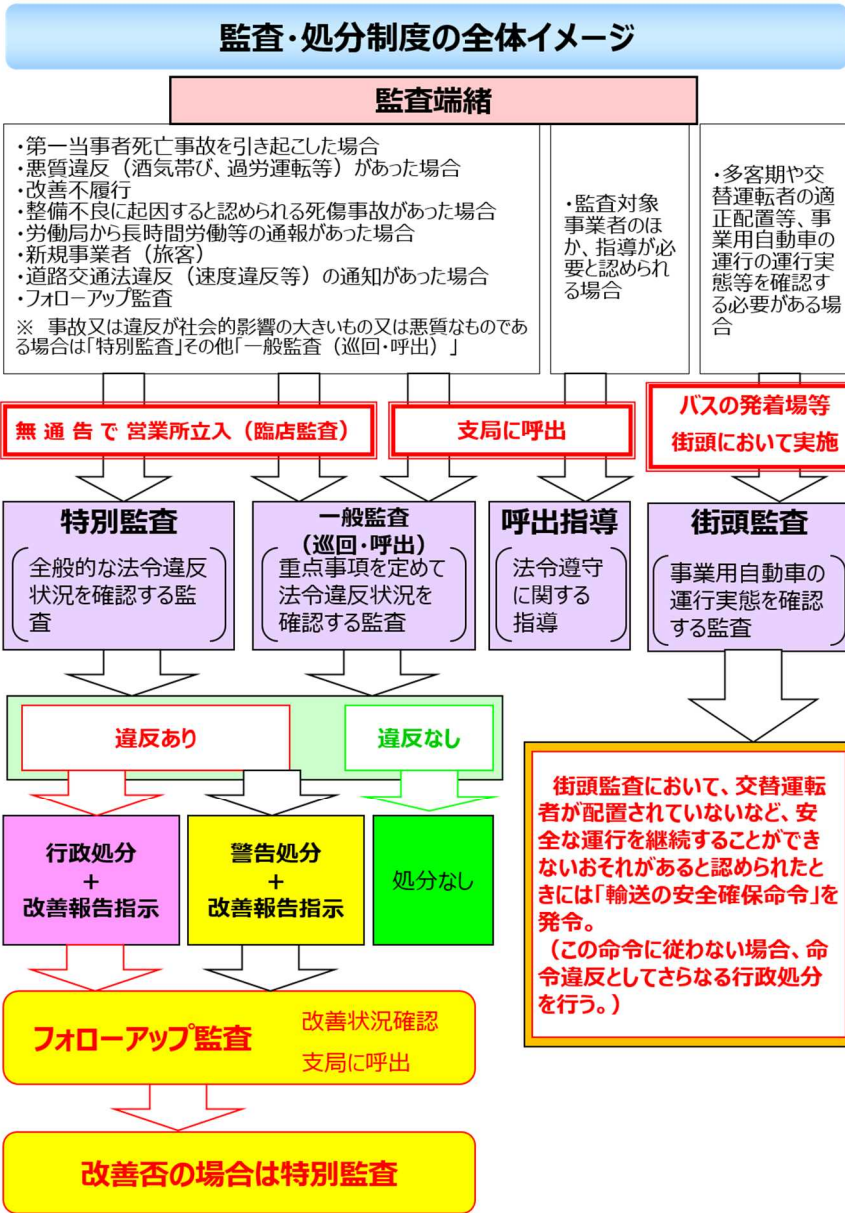 監査・処分制度の全体イメージ
監査端緒
・第一当事者死亡事故を引き起こした場合
・悪質違反（酒気帯び、過労運転等）があった場合
・改善不履行
・整備不良に起因すると認められる死傷事故があった場合
・労働局から長時間労働等の通報があった場合
・新規事業者（旅客）
・道路交通法違反（速度違反等）の通知があった場合
・フォローアップ監査
※　事故又は違反が社会的影響の大きいもの又は悪質なものであ
る場合は「特別監査」その他「一般監査（巡回・呼出）」
・監査対象
事業者のほ
か、指導が必
要と認められ
る場合
・多客期や交
替運転者の適
正配置等、事
業用自動車の
運行の運行実
態等を確認す
る必要がある場
合
無 通 告 で 営業所立入（臨店監査）
支局に呼出
バスの発着場等
街頭において実施
特別監査
全般的な法令違反
状況を確認する監
査
一般監査
（巡回・呼出）
重点事項を定めて
法令違反状況を
確認する監査
呼出指導
法令遵守
に関する
指導
街頭監査
事業用自動車の
運行実態を確認
する監査
違反あり
違反なし
行政処分
+
改善報告指示
警告処分
+
改善報告指示
処分なし
街頭監査において、交替運転
者が配置されていないなど、安
全な運行を継続することができ
ないおそれがあると認められたと
きには「輸送の安全確保命令」を
発令。
（この命令に従わない場合、命
令違反としてさらなる行政処分
を行う。）
フォローアップ監査
改善状況確認
支局に呼出
改善否の場合は特別監査